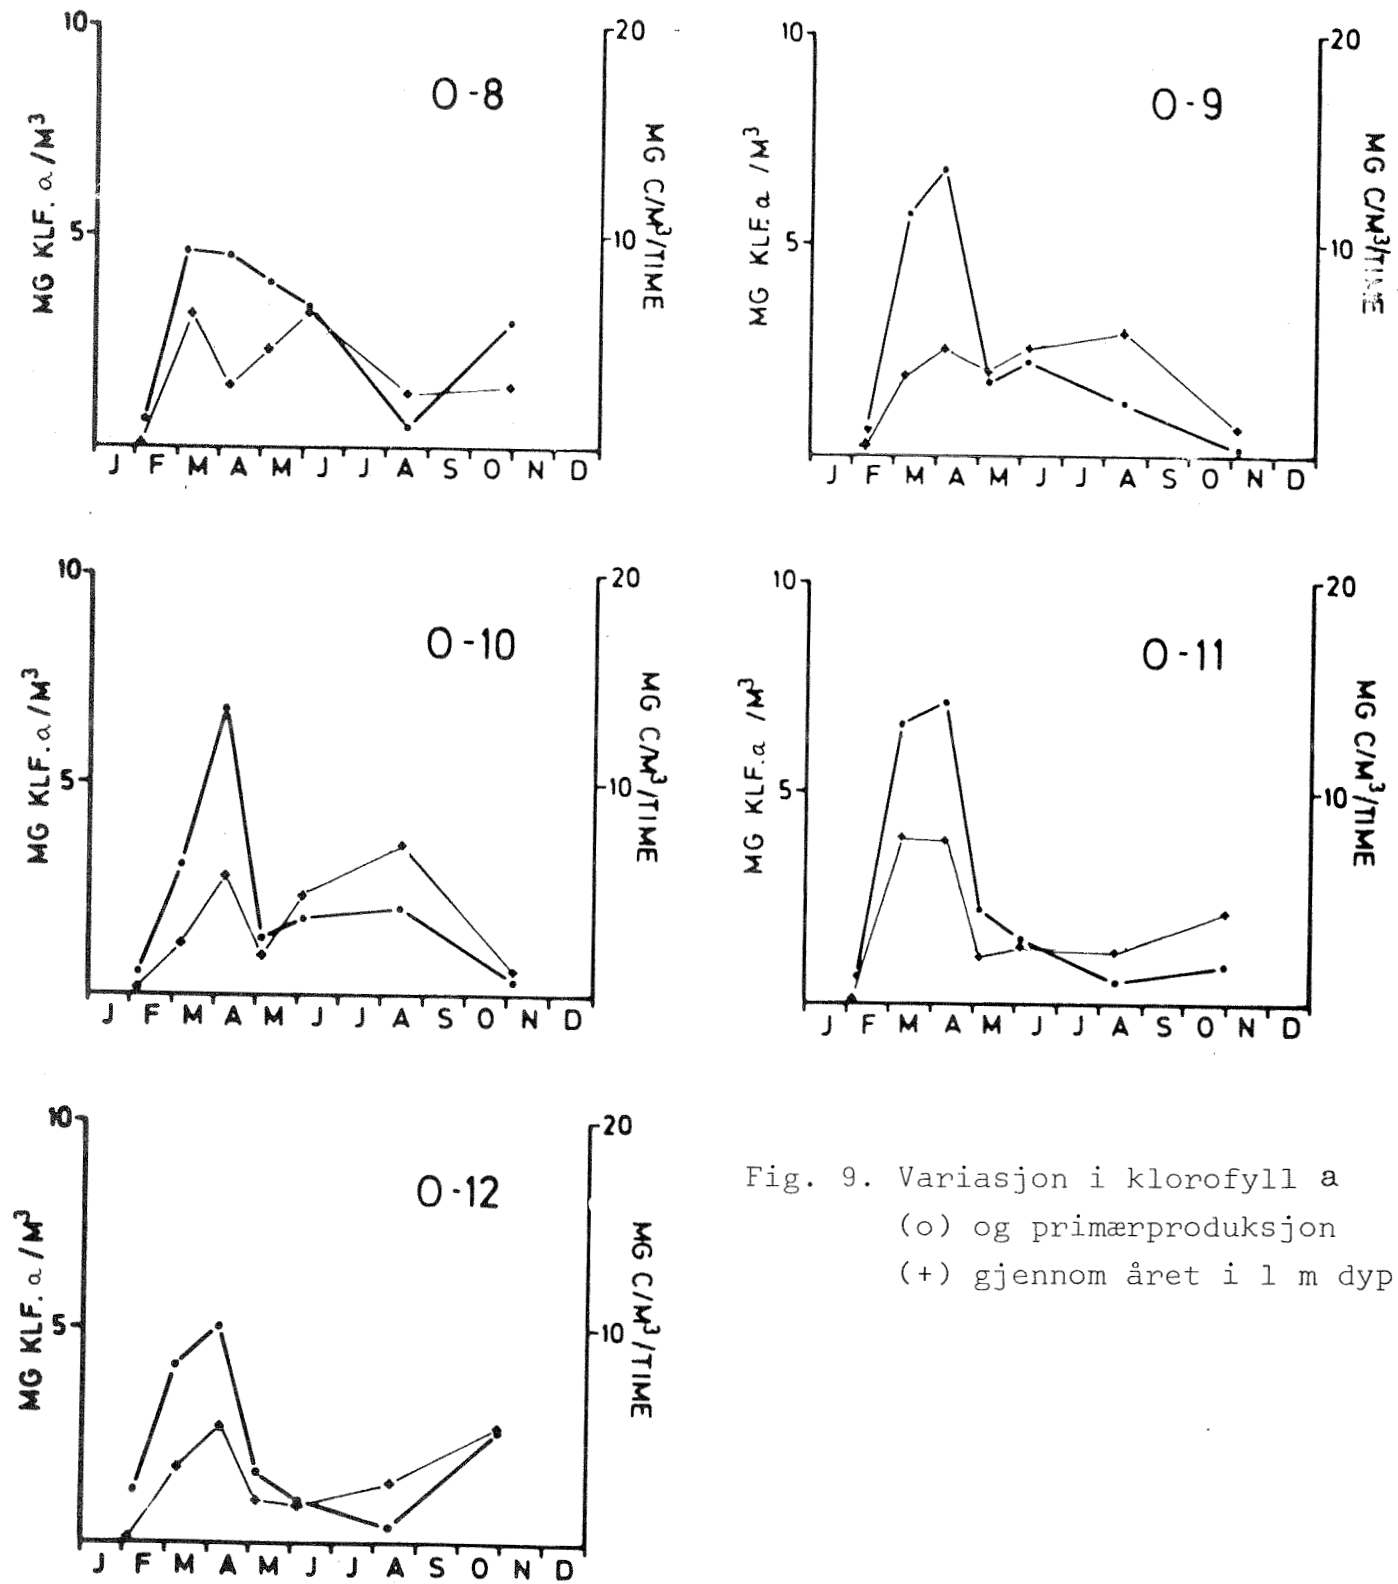 10
20
O-8
MG KLF. a /M³
MG C/M³/TIME
5
10
J F M A M J J A S O N D
10
20
O-9
MG KLF. a /M³
MG C/M³/TIME
5
10
J F M A M J J A S O N D
10
20
O-10
MG KLF. a /M³
MG C/M³/TIME
5
10
J F M A M J J A S O N D
10
20
O-11
MG KLF. a /M³
MG C/M³/TIME
5
10
J F M A M J J A S O N D
10
20
O-12
MG KLF. a /M³
MG C/M³/TIME
5
10
J F M A M J J A S O N D
Fig. 9. Variasjon i klorofyll a
(o) og primærproduksjon
(+) gjennom året i 1 m dyp